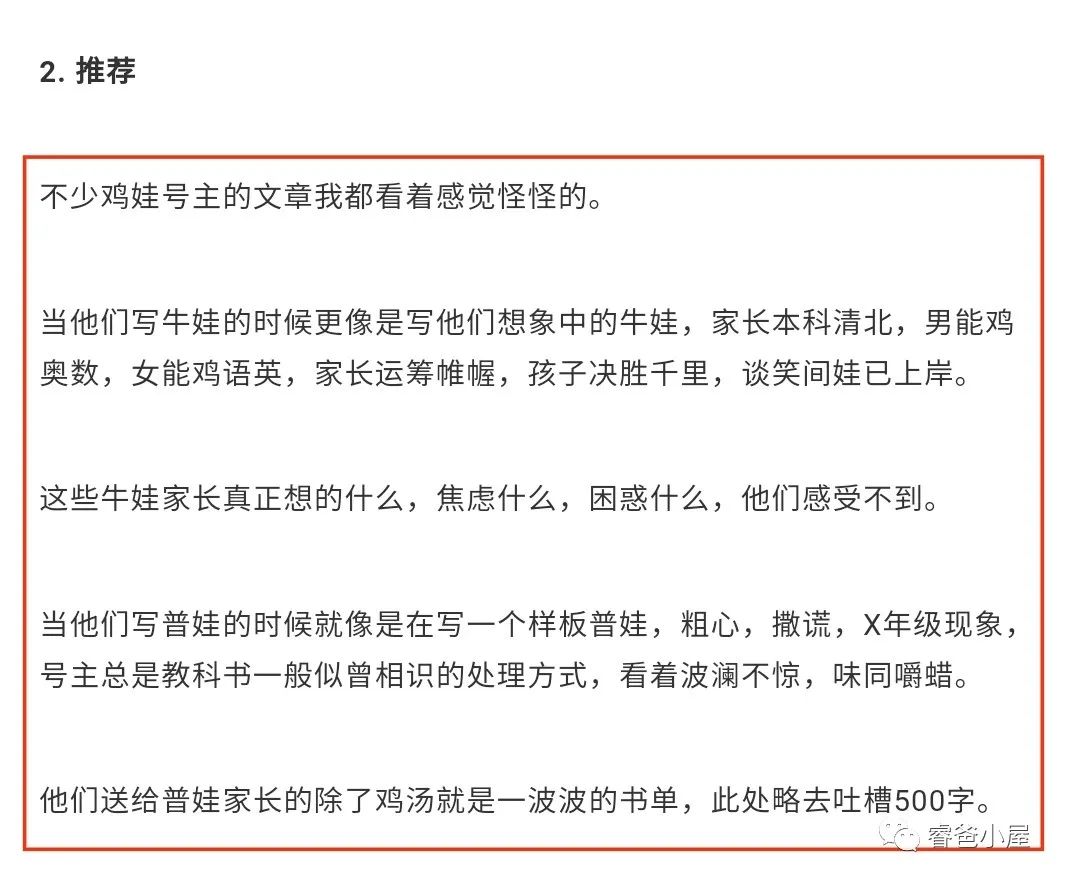 2. 推荐
不少鸡娃号主的文章我都看着感觉怪怪的。
当他们写牛娃的时候更像是写他们想象中的牛娃，家长本科清北，男能鸡
奥数，女能鸡语英，家长运筹帷幄，孩子决胜千里，谈笑间娃已上岸。
这些牛娃家长真正想的什么，焦虑什么，困惑什么，他们感受不到。
当他们写普娃的时候就像是在写一个样板普娃，粗心，撒谎，X年级现象，
号主总是教科书一般似曾相识的处理方式，看着波澜不惊，味同嚼蜡。
他们送给普娃家长的除了鸡汤就是一波波的书单，此处略去吐槽500字。
睿爸小屋